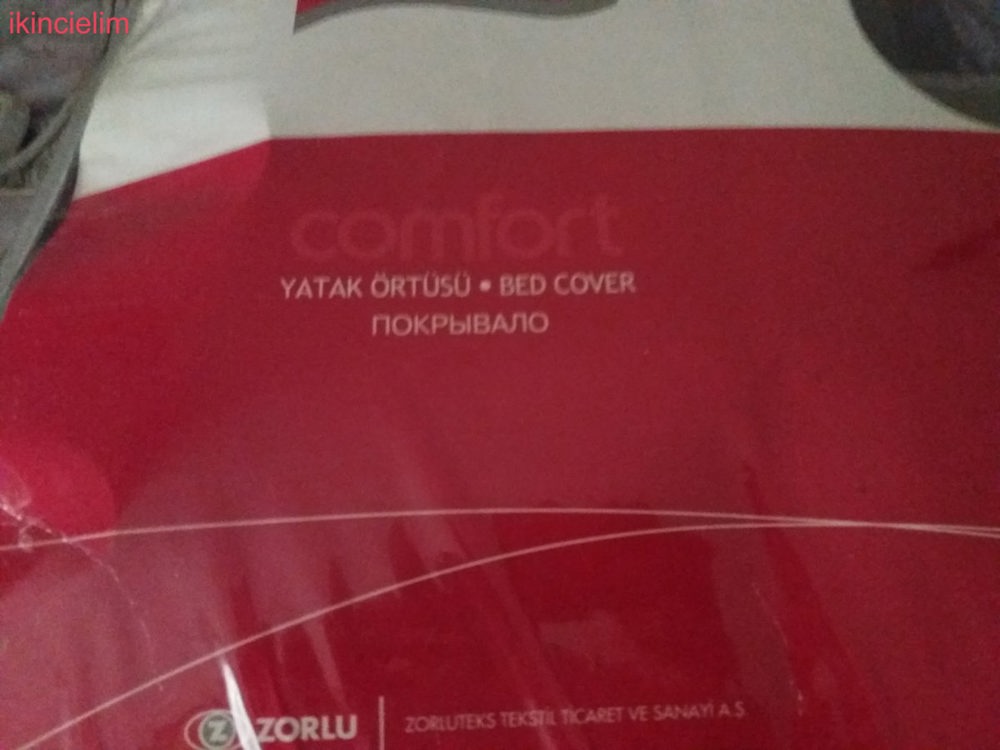 ikincielim
comfort
YATAK ÖRTÜSÜ • BED COVER
ПОКРЫВАЛО
Z ZORLU
ZORLUTEKS TEKSTİL TİCARET VE SANAYİ A.Ş.